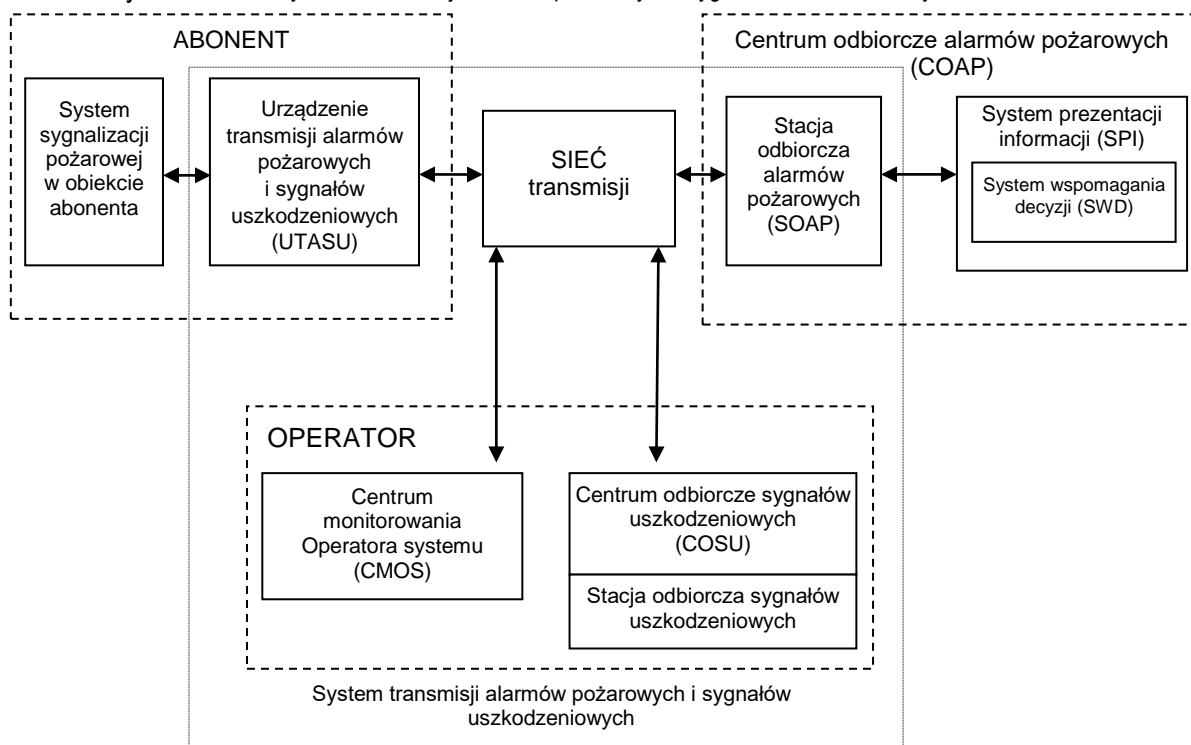 ABONENT
System
sygnalizacji
pożarowej
w obiekcie
abonenta
Urządzenie
transmisji alarmów
pożarowych
i sygnałów
uszkodzeniowych
(UTASU)
SIEĆ
transmisji
Centrum odbiorcze alarmów pożarowych
(COAP)
Stacja
odbiorcza
alarmów
pożarowych
(SOAP)
System prezentacji
informacji (SPI)
System wspomagania
decyzji (SWD)
OPERATOR
Centrum
monitorowania
Operatora systemu
(CMOS)
Centrum odbiorcze sygnałów
uszkodzeniowych
(COSU)
Stacja odbiorcza sygnałów
uszkodzeniowych
System transmisji alarmów pożarowych i sygnałów
uszkodzeniowych